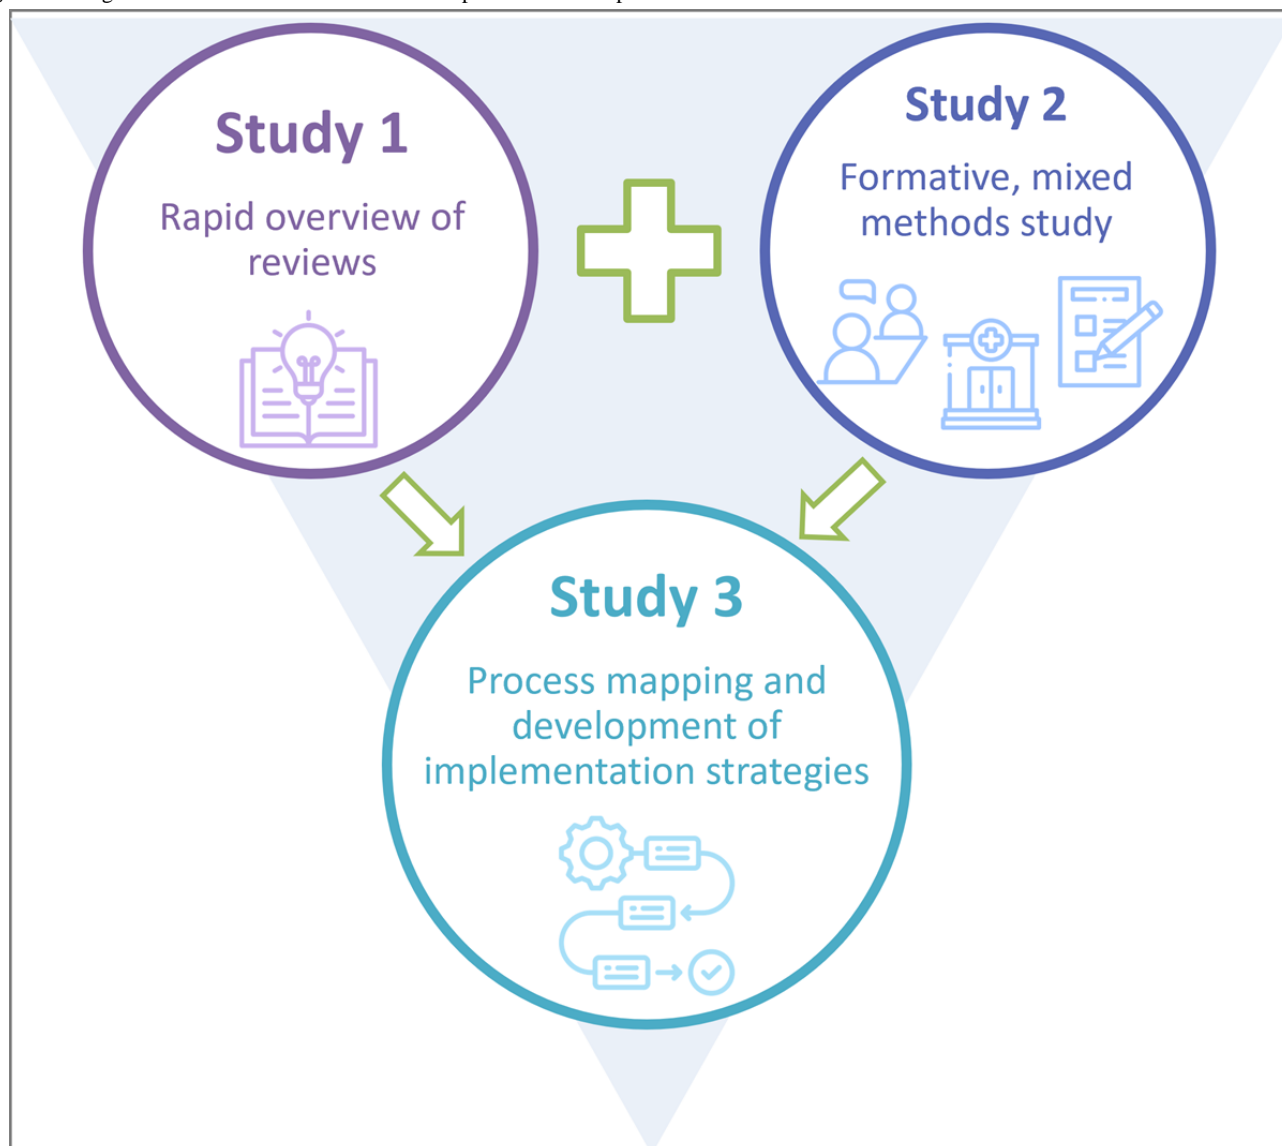 Study 1
Rapid overview of
reviews
Study 2
Formative, mixed
methods study
Study 3
Process mapping and
development of
implementation strategies